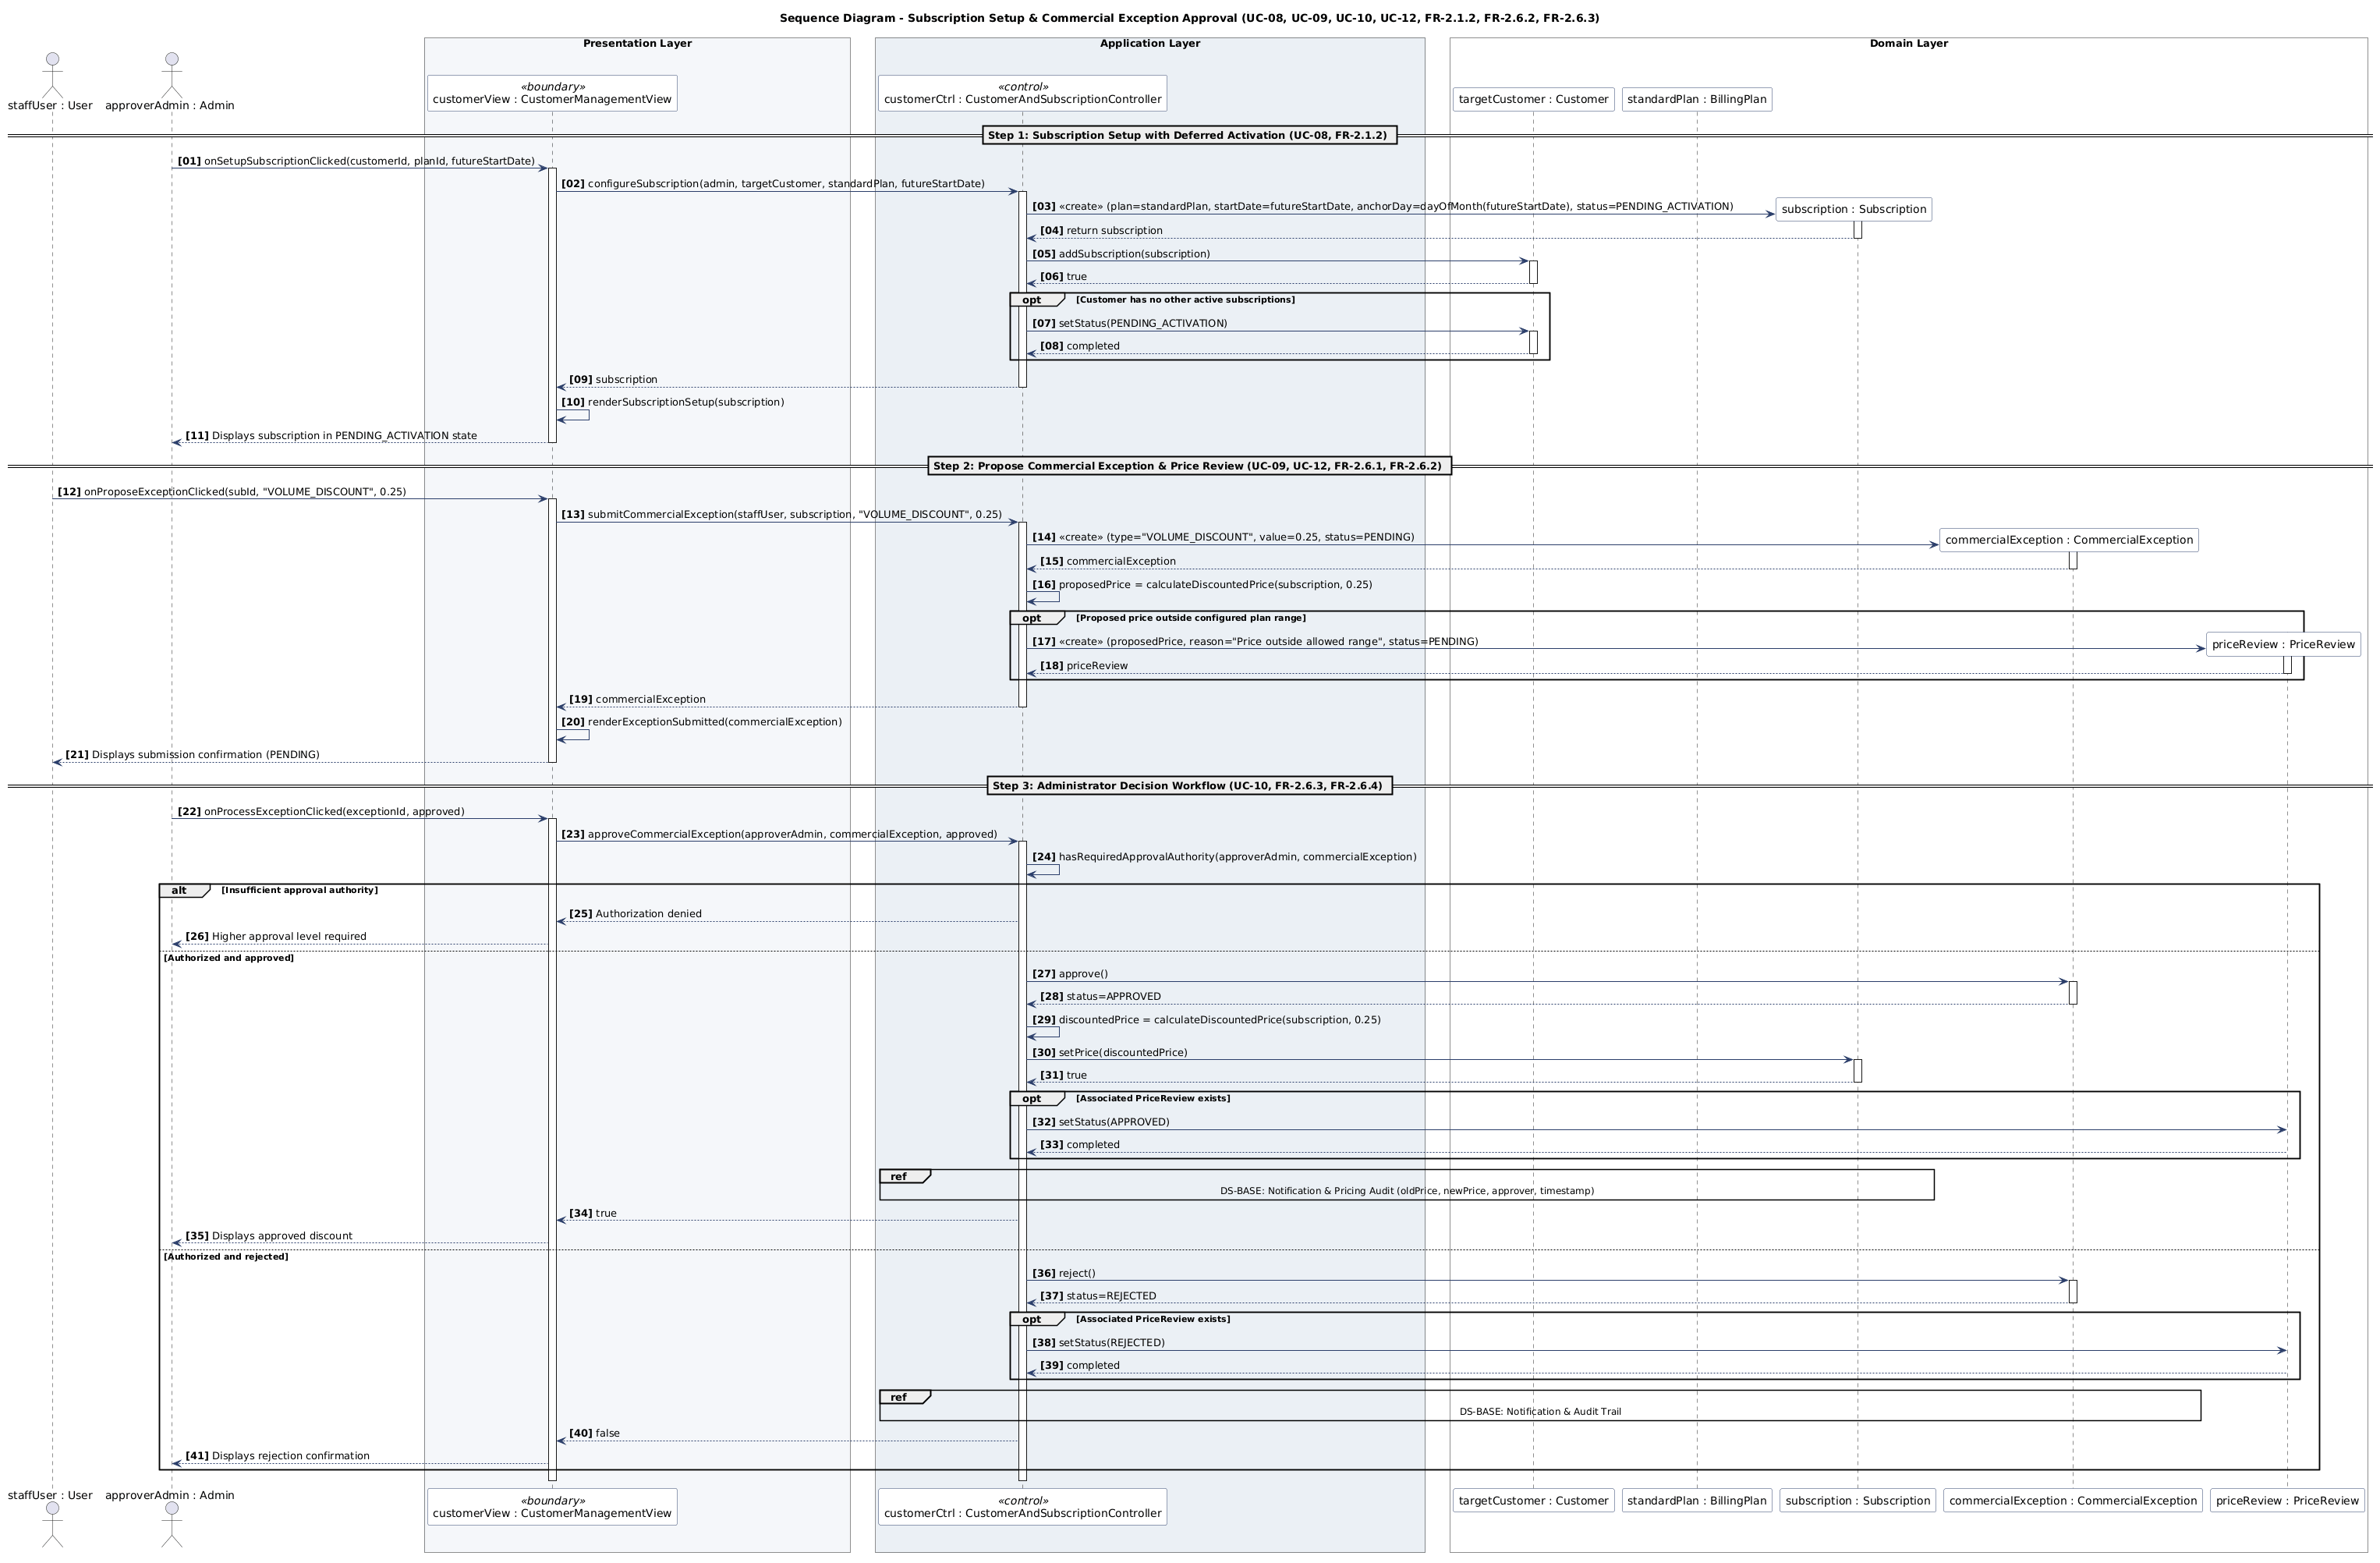 Sequence Diagram - Subscription Setup & Commercial Exception Approval (UC-08, UC-09, UC-10, UC-12, FR-2.1.2, FR-2.6.2, FR-2.6.3)
Presentation Layer
Application Layer
Domain Layer
staffUser : User
approverAdmin : Admin
«boundary»
customerView : CustomerManagementView
«control»
customerCtrl : CustomerAndSubscriptionController
targetCustomer : Customer
standardPlan : BillingPlan
Step 1: Subscription Setup with Deferred Activation (UC-08, FR-2.1.2)
[01] onSetupSubscriptionClicked(customerId, planId, futureStartDate)
[02] configureSubscription(admin, targetCustomer, standardPlan, futureStartDate)
[03] «create» (plan=standardPlan, startDate=futureStartDate, anchorDay=dayOfMonth(futureStartDate), status=PENDING_ACTIVATION)
subscription : Subscription
[04] return subscription
[05] addSubscription(subscription)
[06] true
opt [Customer has no other active subscriptions]
[07] setStatus(PENDING_ACTIVATION)
[08] completed
[09] subscription
[10] renderSubscriptionSetup(subscription)
[11] Displays subscription in PENDING_ACTIVATION state
Step 2: Propose Commercial Exception & Price Review (UC-09, UC-12, FR-2.6.1, FR-2.6.2)
[12] onProposeExceptionClicked(subId, "VOLUME_DISCOUNT", 0.25)
[13] submitCommercialException(staffUser, subscription, "VOLUME_DISCOUNT", 0.25)
[14] «create» (type="VOLUME_DISCOUNT", value=0.25, status=PENDING)
commercialException : CommercialException
[15] commercialException
[16] proposedPrice = calculateDiscountedPrice(subscription, 0.25)
opt [Proposed price outside configured plan range]
[17] «create» (proposedPrice, reason="Price outside allowed range", status=PENDING)
priceReview : PriceReview
[18] priceReview
[19] commercialException
[20] renderExceptionSubmitted(commercialException)
[21] Displays submission confirmation (PENDING)
Step 3: Administrator Decision Workflow (UC-10, FR-2.6.3, FR-2.6.4)
[22] onProcessExceptionClicked(exceptionId, approved)
[23] approveCommercialException(approverAdmin, commercialException, approved)
[24] hasRequiredApprovalAuthority(approverAdmin, commercialException)
alt [Insufficient approval authority]
[25] Authorization denied
[26] Higher approval level required
[Authorized and approved]
[27] approve()
[28] status=APPROVED
[29] discountedPrice = calculateDiscountedPrice(subscription, 0.25)
[30] setPrice(discountedPrice)
[31] true
opt [Associated PriceReview exists]
[32] setStatus(APPROVED)
[33] completed
ref
DS-BASE: Notification & Pricing Audit (oldPrice, newPrice, approver, timestamp)
[34] true
[35] Displays approved discount
[Authorized and rejected]
[36] reject()
[37] status=REJECTED
opt [Associated PriceReview exists]
[38] setStatus(REJECTED)
[39] completed
ref
DS-BASE: Notification & Audit Trail
[40] false
[41] Displays rejection confirmation
staffUser : User
approverAdmin : Admin
«boundary»
customerView : CustomerManagementView
«control»
customerCtrl : CustomerAndSubscriptionController
targetCustomer : Customer
standardPlan : BillingPlan
subscription : Subscription
commercialException : CommercialException
priceReview : PriceReview